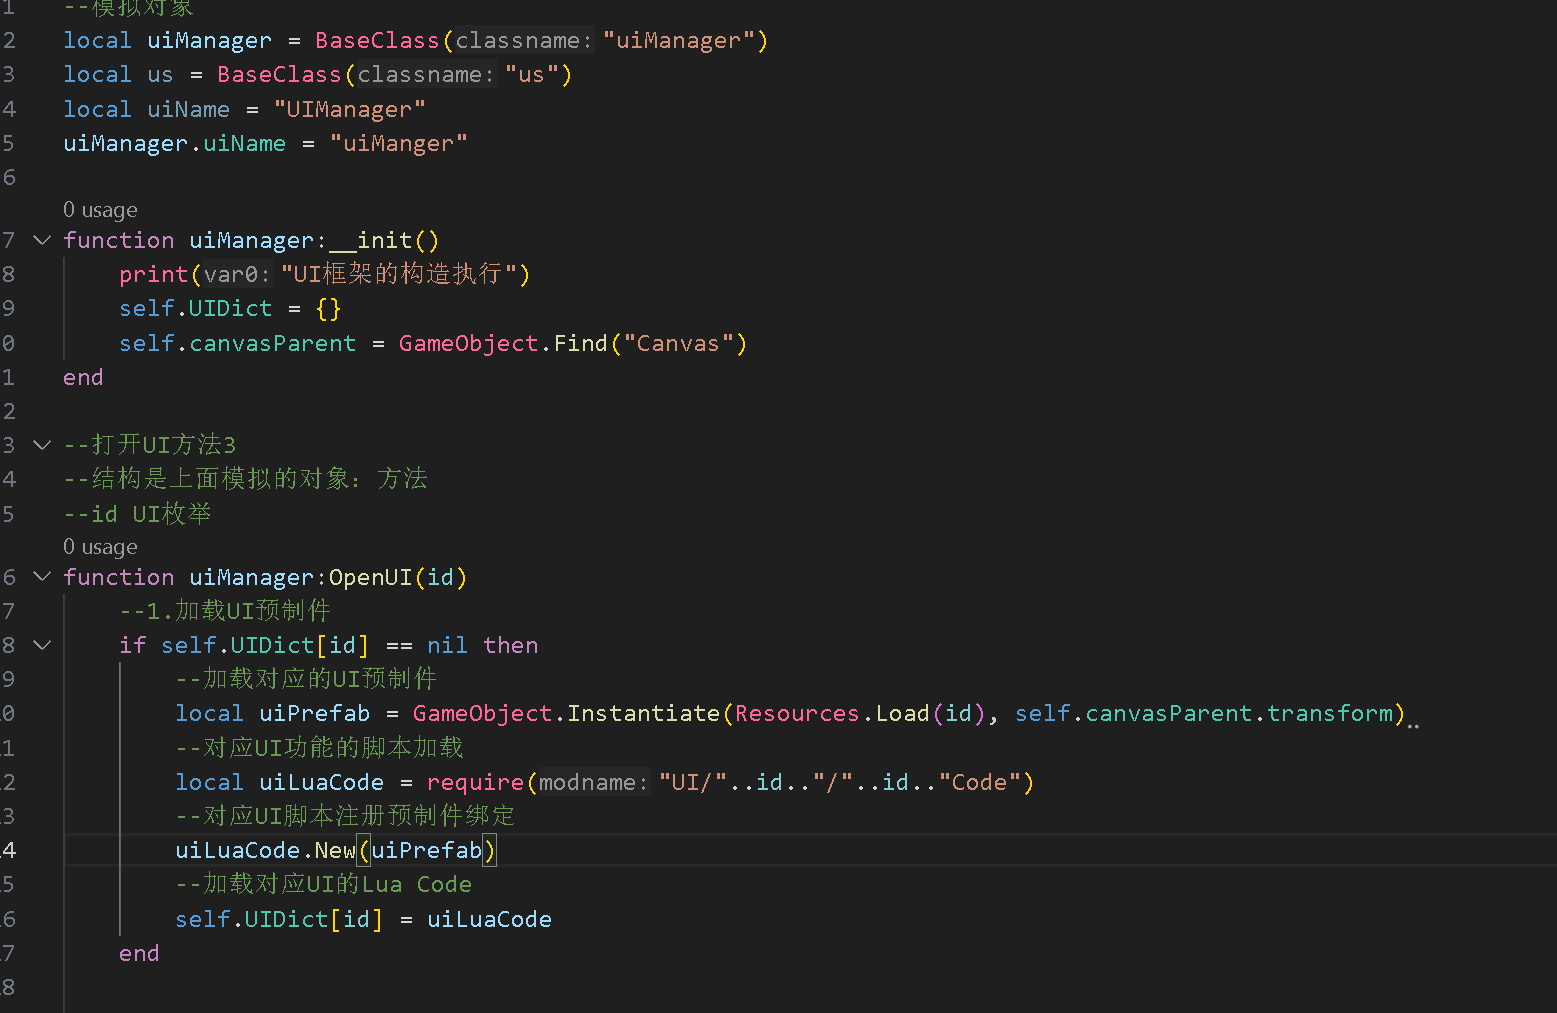 1 --模拟对象
2 local uiManager = BaseClass(classname: "uiManager")
3 local us = BaseClass(classname: "us")
4 local uiName = "UIManager"
5 uiManager.uiName = "uiManger"
6
0 usage
7 function uiManager:__init()
8 print(var0: "UI框架的构造执行")
9 self.UIDict = {}
0 self.canvasParent = GameObject.Find("Canvas")
1 end
2
3 --打开UI方法3
4 --结构是上面模拟的对象：方法
5 --id UI枚举
0 usage
6 function uiManager:OpenUI(id)
7 --1.加载UI预制件
8 if self.UIDict[id] == nil then
9 --加载对应的UI预制件
0 local uiPrefab = GameObject.Instantiate(Resources.Load(id), self.canvasParent.transform)
1 --对应UI功能的脚本加载
2 local uiLuaCode = require(modname: "UI/"..id.."/"..id.."Code")
3 --对应UI脚本注册预制件绑定
4 uiLuaCode.New(uiPrefab)
5 --加载对应UI的Lua Code
6 self.UIDict[id] = uiLuaCode
7 end
8